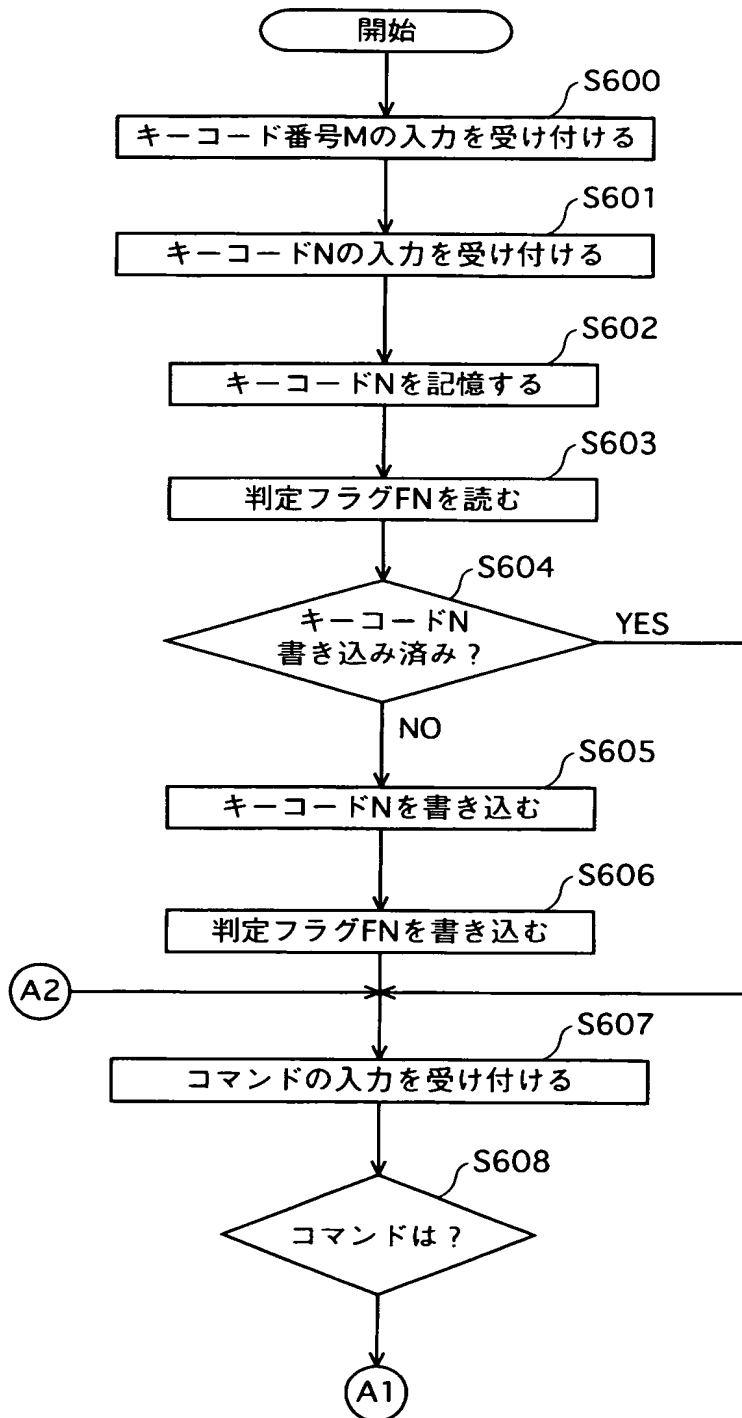 開始
S600
キーコード番号Mの入力を受け付ける
S601
キーコードNの入力を受け付ける
S602
キーコードNを記憶する
S603
判定フラグFNを読む
S604
キーコードN
書き込み済み?
YES
NO
S605
キーコードNを書き込む
S606
判定フラグFNを書き込む
A2
S607
コマンドの入力を受け付ける
S608
コマンドは?
A1